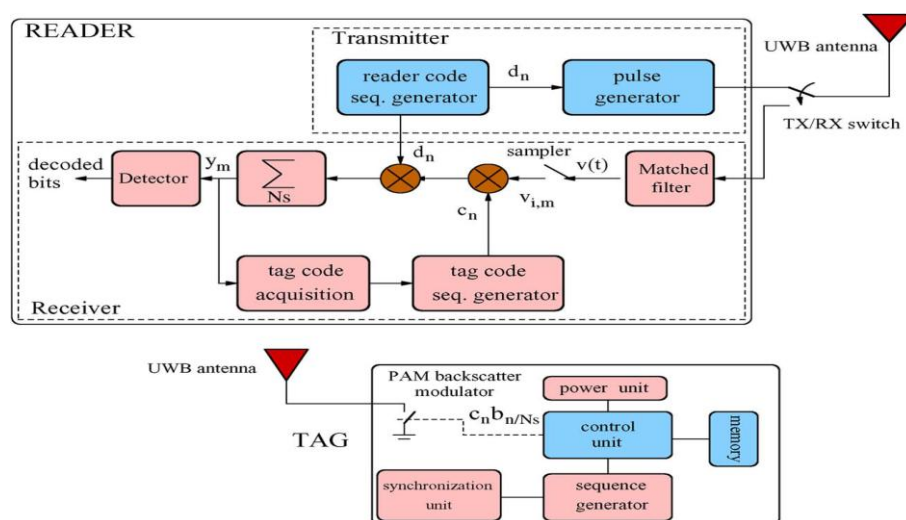 READER
Transmitter
UWB antenna
reader code
seq. generator
d_n
pulse
generator
TX/RX switch
decoded
bits
Detector
y_m
∑
Ns
d_n
sampler
v_{i,m}
v(t)
Matched
filter
c_n
tag code
acquisition
tag code
seq. generator
Receiver
UWB antenna
PAM backscatter
modulator
c_n b_{n/Ns}
TAG
power unit
control
unit
memory
synchronization
unit
sequence
generator